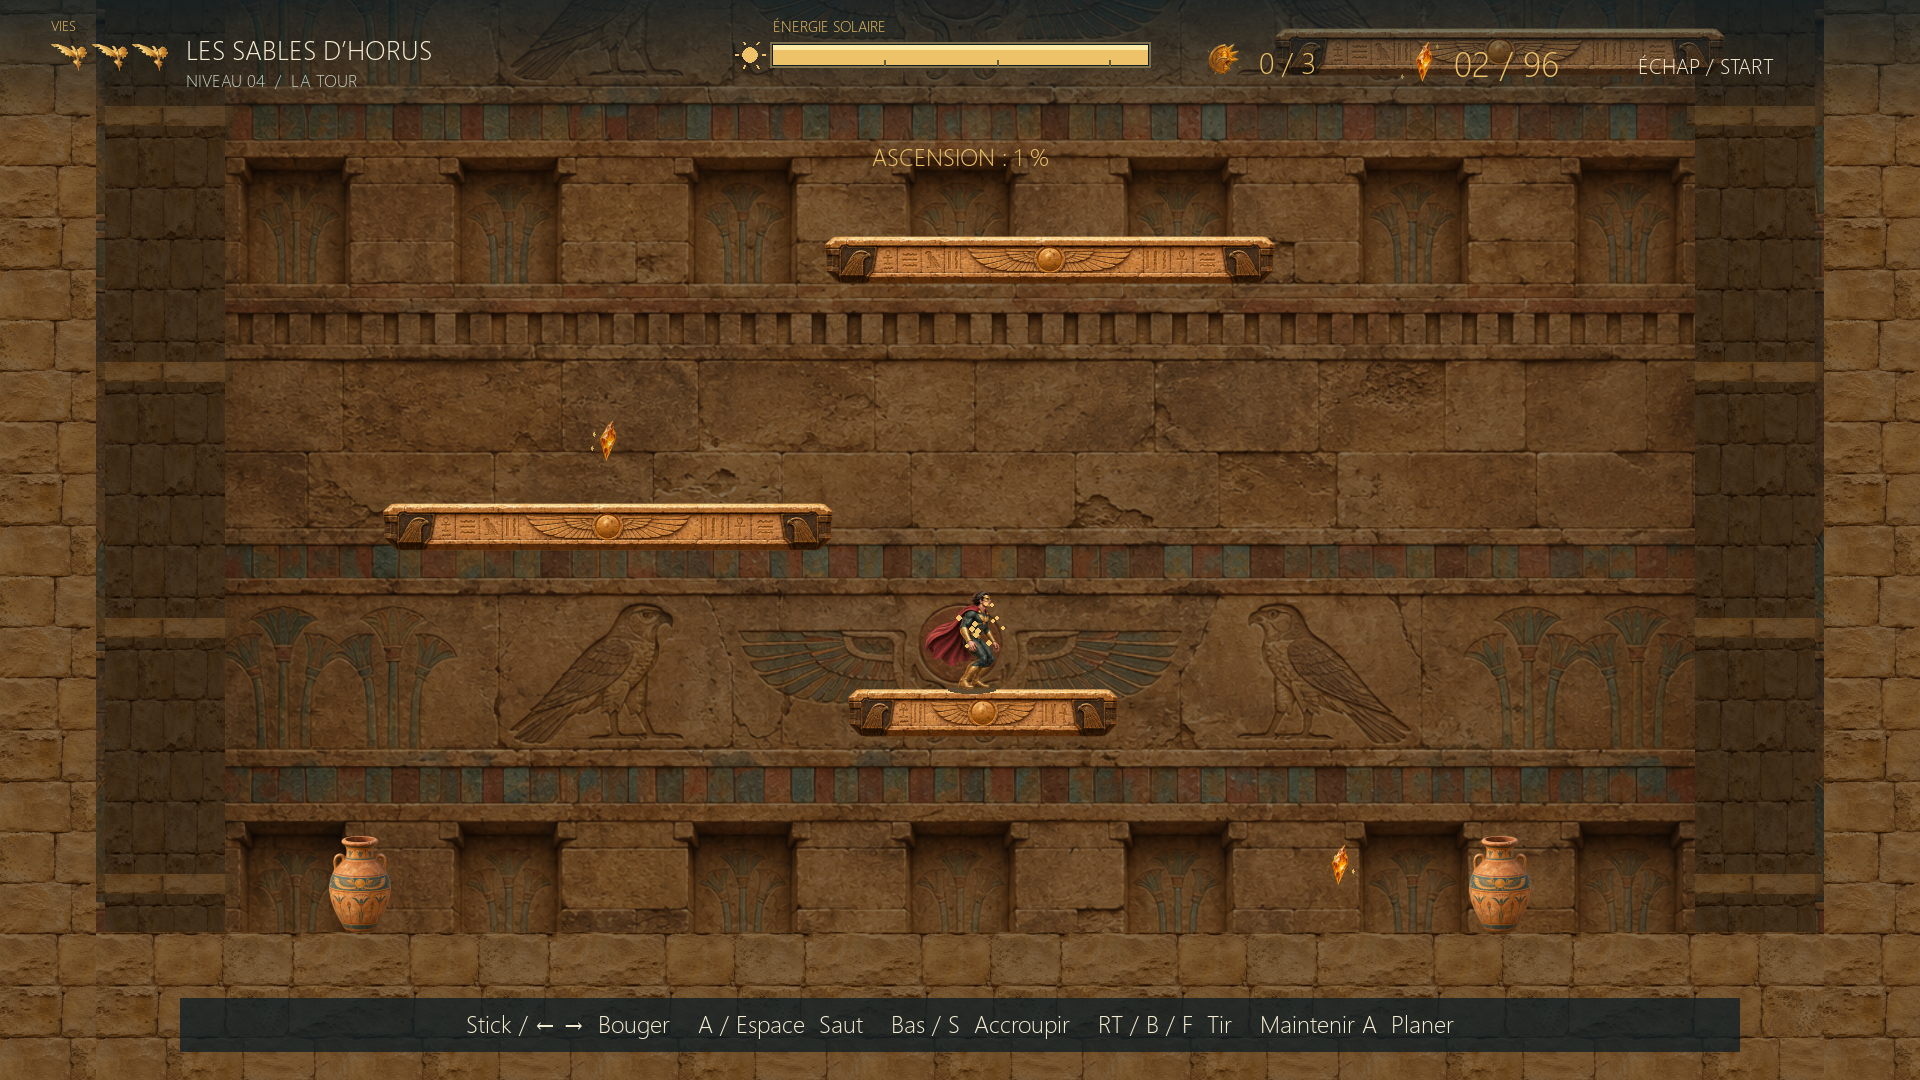 VIES
LES SABLES D’HORUS
NIVEAU 04 / LA TOUR
ÉNERGIE SOLAIRE
0 / 3
02 / 96
ÉCHAP / START
ASCENSION : 1 %
Stick / ← → Bouger A / Espace Saut Bas / S Accroupir RT / B / F Tir Maintenir A Planer